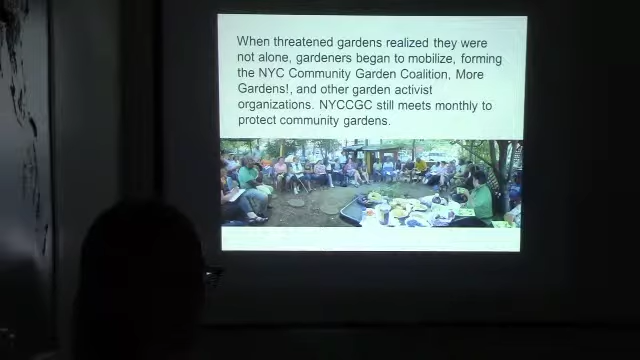 When threatened gardens realized they were
not alone, gardeners began to mobilize, forming
the NYC Community Garden Coalition, More
Gardens!, and other garden activist
organizations. NYCCGC still meets monthly to
protect community gardens.